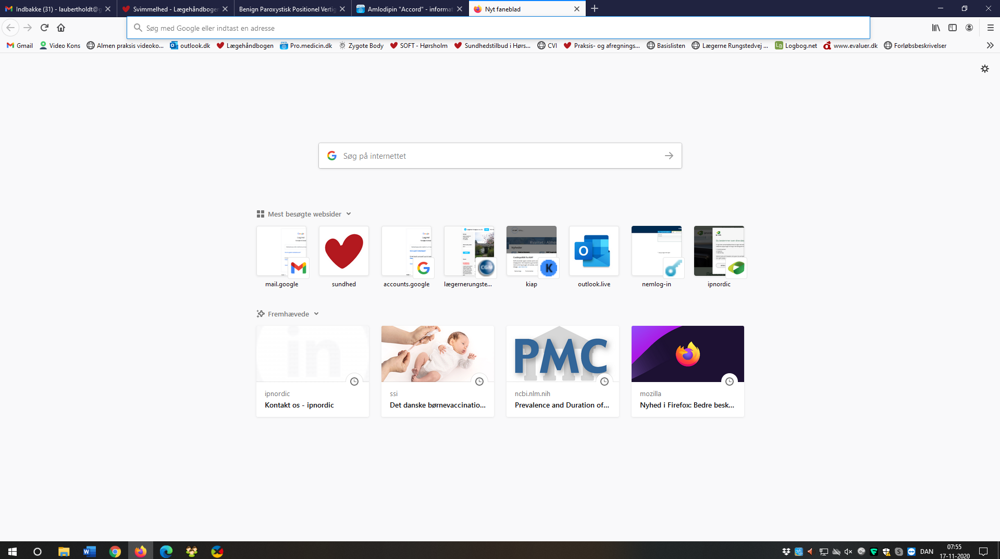 Indbakke (31) - laubertholdt@g
Svimmelhed - Lægehåndbogen
Benign Paroxystisk Positionel Vertig
Amlodipin "Accord" - informat
Nyt faneblad
Søg med Google eller indtast en adresse
Gmail
Video Kons
Almen praksis videoko...
outlook.dk
Lægehåndbogen
Pro.medicin.dk
Zygote Body
SOFT - Hørsholm
Sundhedstilbud i Hørs...
CVI
Praksis- og afregnings...
Basislisten
Lægerne Rungstedvej ...
Logbog.net
www.evaluer.dk
Forløbsbeskrivelser
Søg på internettet
Mest besøgte websider
mail.google
sundhed
accounts.google
lægernerungste...
kiap
outlook.live
nemlog-in
ipnordic
Fremhævede
in
PMC
ipnordic
Kontakt os - ipnordic
ssi
Det danske børnevaccinatio...
ncbi.nlm.nih
Prevalence and Duration of...
mozilla
Nyhed i Firefox: Bedre besk...
DAN
07:55
17-11-2020